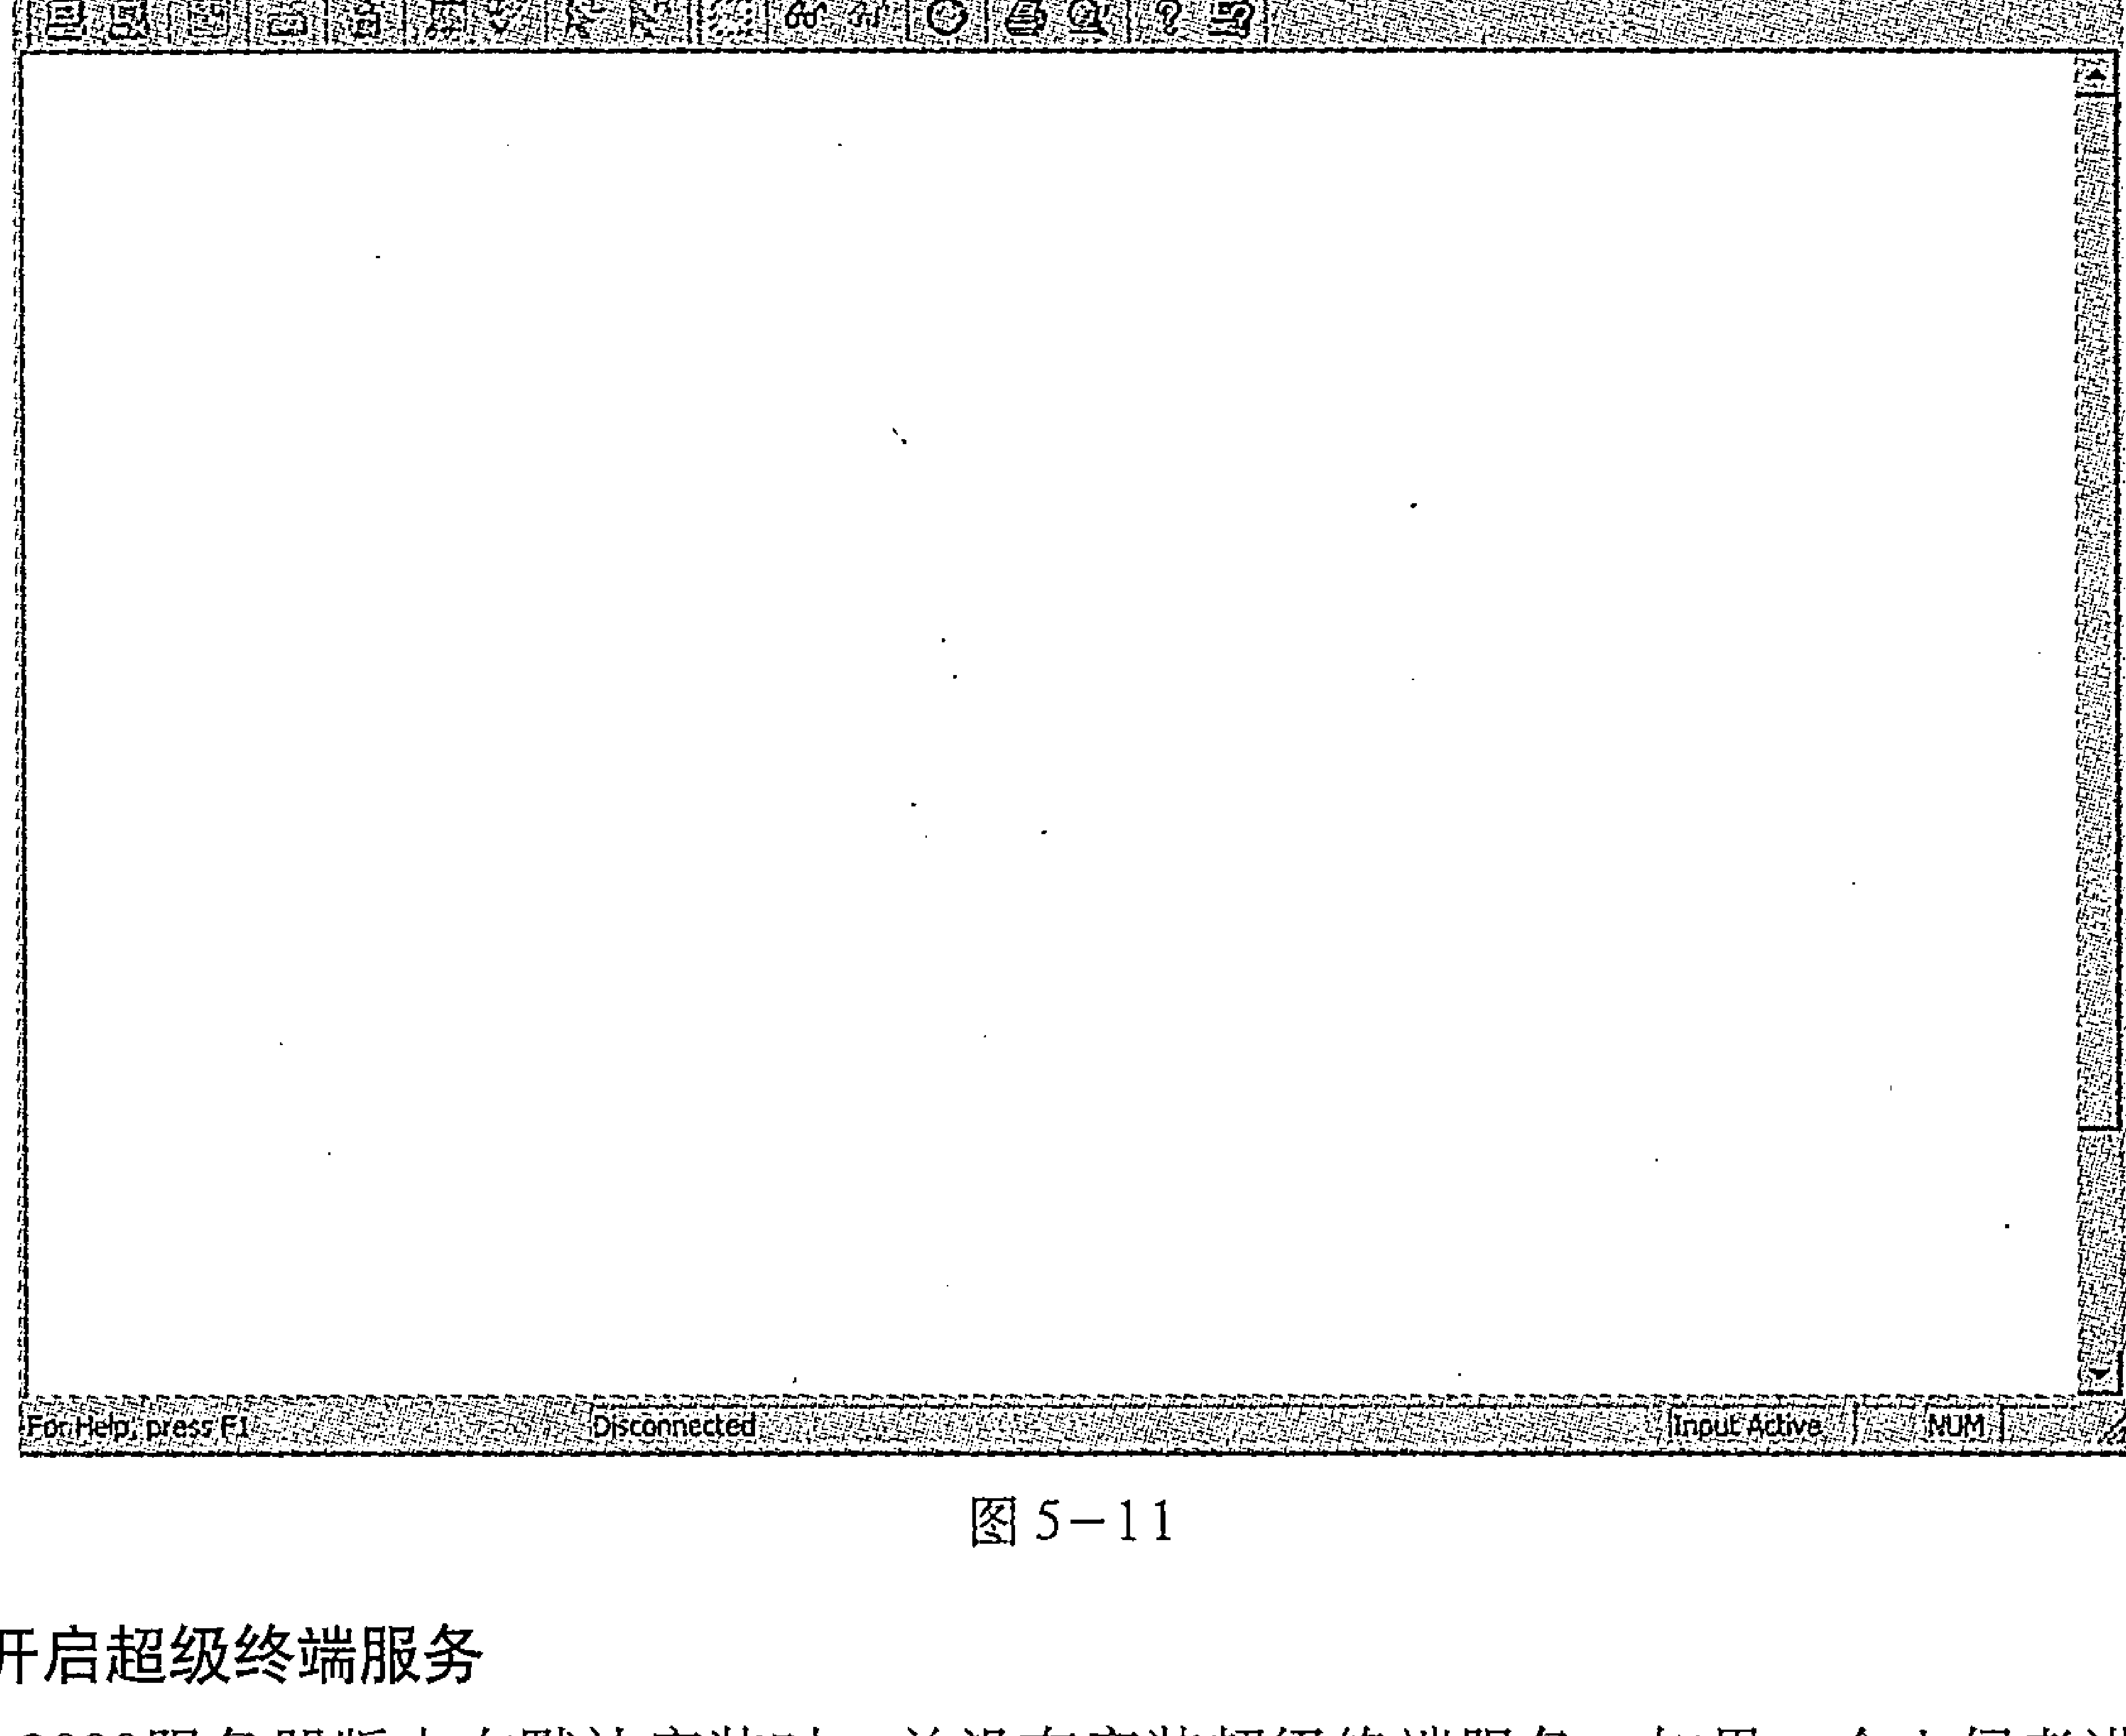 For Help, press F1 Disconnected Input Active NUM
图 5-11
开启超级终端服务